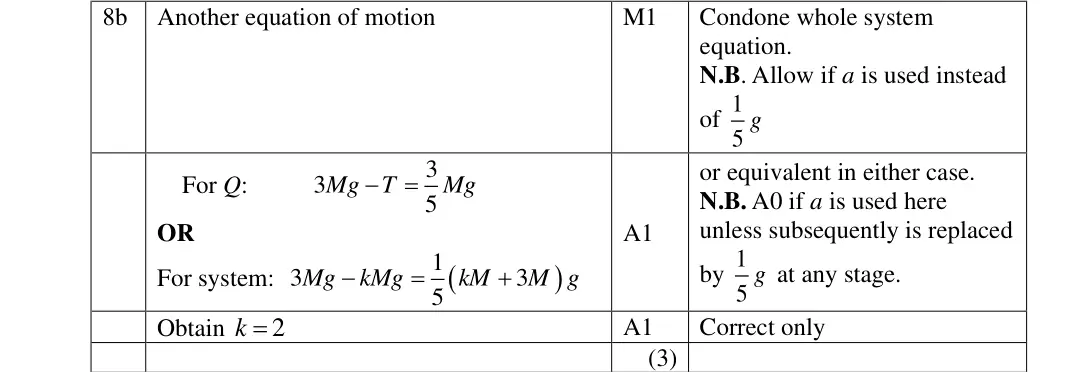 8b Another equation of motion M1 Condone whole system
equation.
N.B. Allow if a is used instead
of 1/5 g
For Q: 3Mg − T = 3/5 Mg
OR
For system: 3Mg − kMg = 1/5 (kM + 3M) g
A1
or equivalent in either case.
N.B. A0 if a is used here
unless subsequently is replaced
by 1/5 g at any stage.
Obtain k = 2 A1 Correct only
(3)